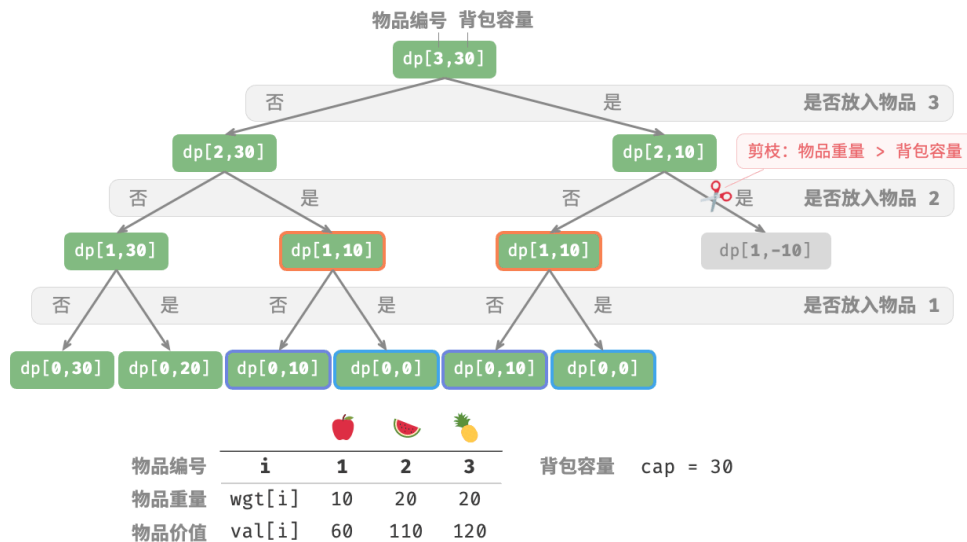 物品编号 背包容量
dp[3,30]
否 是 是否放入物品 3
dp[2,30] dp[2,10] 剪枝：物品重量 > 背包容量
否 是 否 是 是否放入物品 2
dp[1,30] dp[1,10] dp[1,10] dp[1,-10]
否 是 否 是 否 是 是否放入物品 1
dp[0,30] dp[0,20] dp[0,10] dp[0,0] dp[0,10] dp[0,0]
物品编号 i 1 2 3 背包容量 cap = 30
物品重量 wgt[i] 10 20 20
物品价值 val[i] 60 110 120